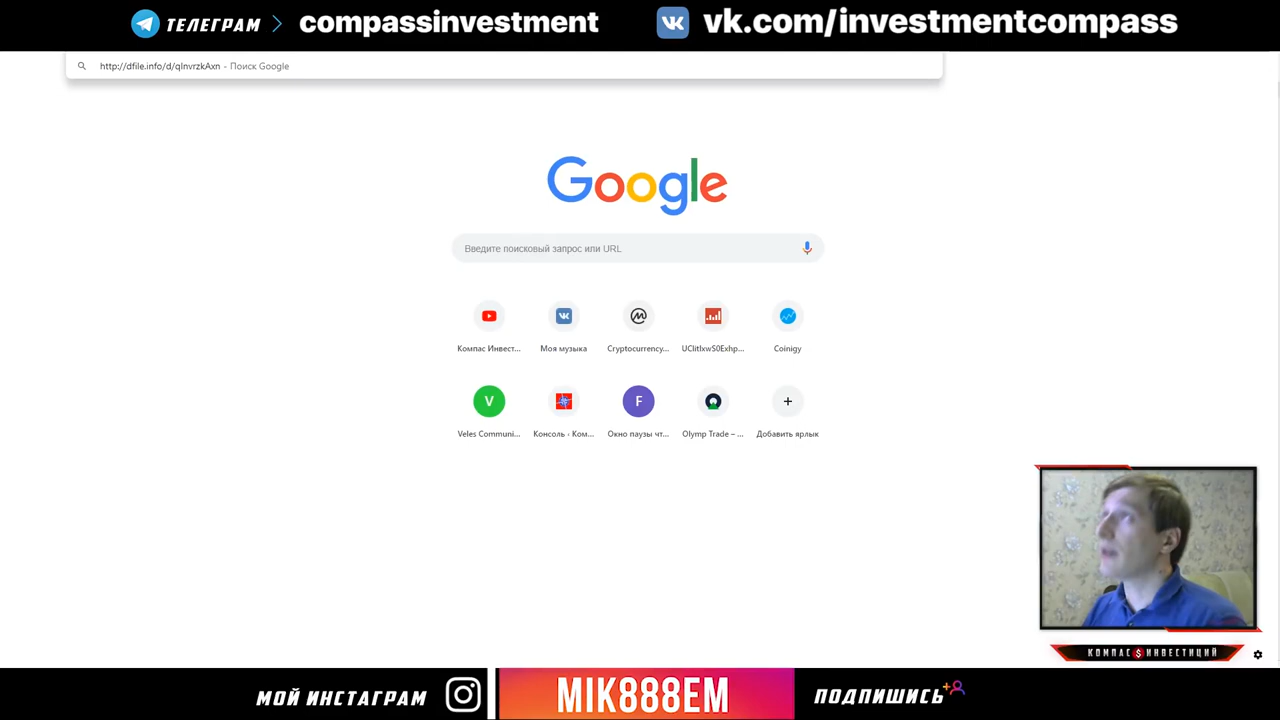 ТЕЛЕГРАМ > compassinvestment
vk.com/investmentcompass
http://dfile.info/d/qInvrzkAxn - Поиск Google
Google
Введите поисковый запрос или URL
Компас Инвест...
Моя музыка
Cryptocurrency...
UCIitIxwS0Exhp...
Coinigy
V
F
Veles Communi...
Консоль › Ком...
Окно паузы чт...
Olymp Trade – ...
Добавить ярлык
КОМПАС $ ИНВЕСТИЦИЙ
МОЙ ИНСТАГРАМ
MIK888EM
ПОДПИШИСЬ